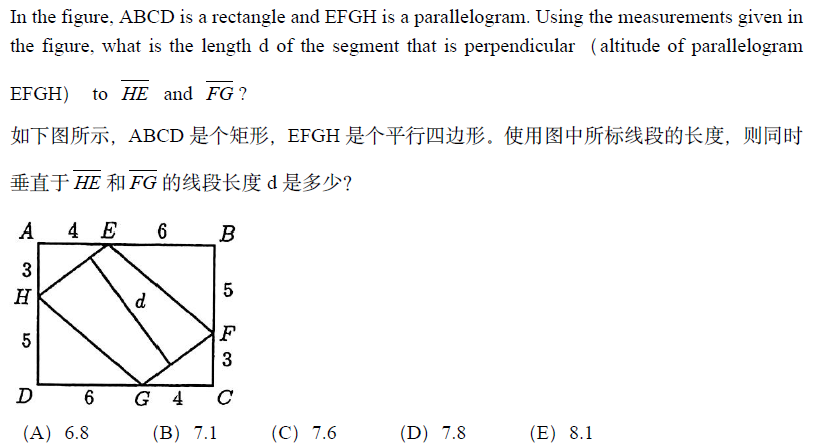 In the figure, ABCD is a rectangle and EFGH is a parallelogram. Using the measurements given in
the figure, what is the length d of the segment that is perpendicular （altitude of parallelogram
EFGH） to HE and FG ?
如下图所示，ABCD 是个矩形，EFGH 是个平行四边形。使用图中所标线段的长度，则同时
垂直于 HE 和 FG 的线段长度 d 是多少？
A 4 E 6 B
3
H d 5
5 F
3
D 6 G 4 C
（A）6.8 （B）7.1 （C）7.6 （D）7.8 （E）8.1